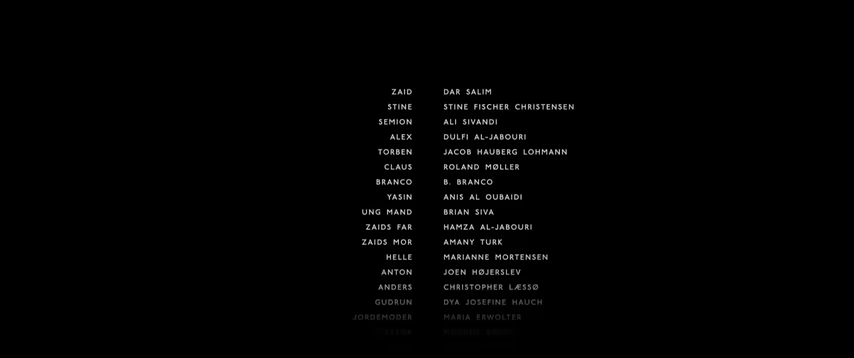 ZAID DAR SALIM
STINE STINE FISCHER CHRISTENSEN
SEMION ALI SIVANDI
ALEX DULFI AL-JABOURI
TORBEN JACOB HAUBERG LOHMANN
CLAUS ROLAND MØLLER
BRANCO B. BRANCO
YASIN ANIS AL OUBAIDI
UNG MAND BRIAN SIVA
ZAIDS FAR HAMZA AL-JABOURI
ZAIDS MOR AMANY TURK
HELLE MARIANNE MORTENSEN
ANTON JOEN HØJERSLEV
ANDERS CHRISTOPHER LÆSSØ
GUDRUN DYA JOSEFINE HAUCH
JORDEMØDER MARIA ERWOLTER